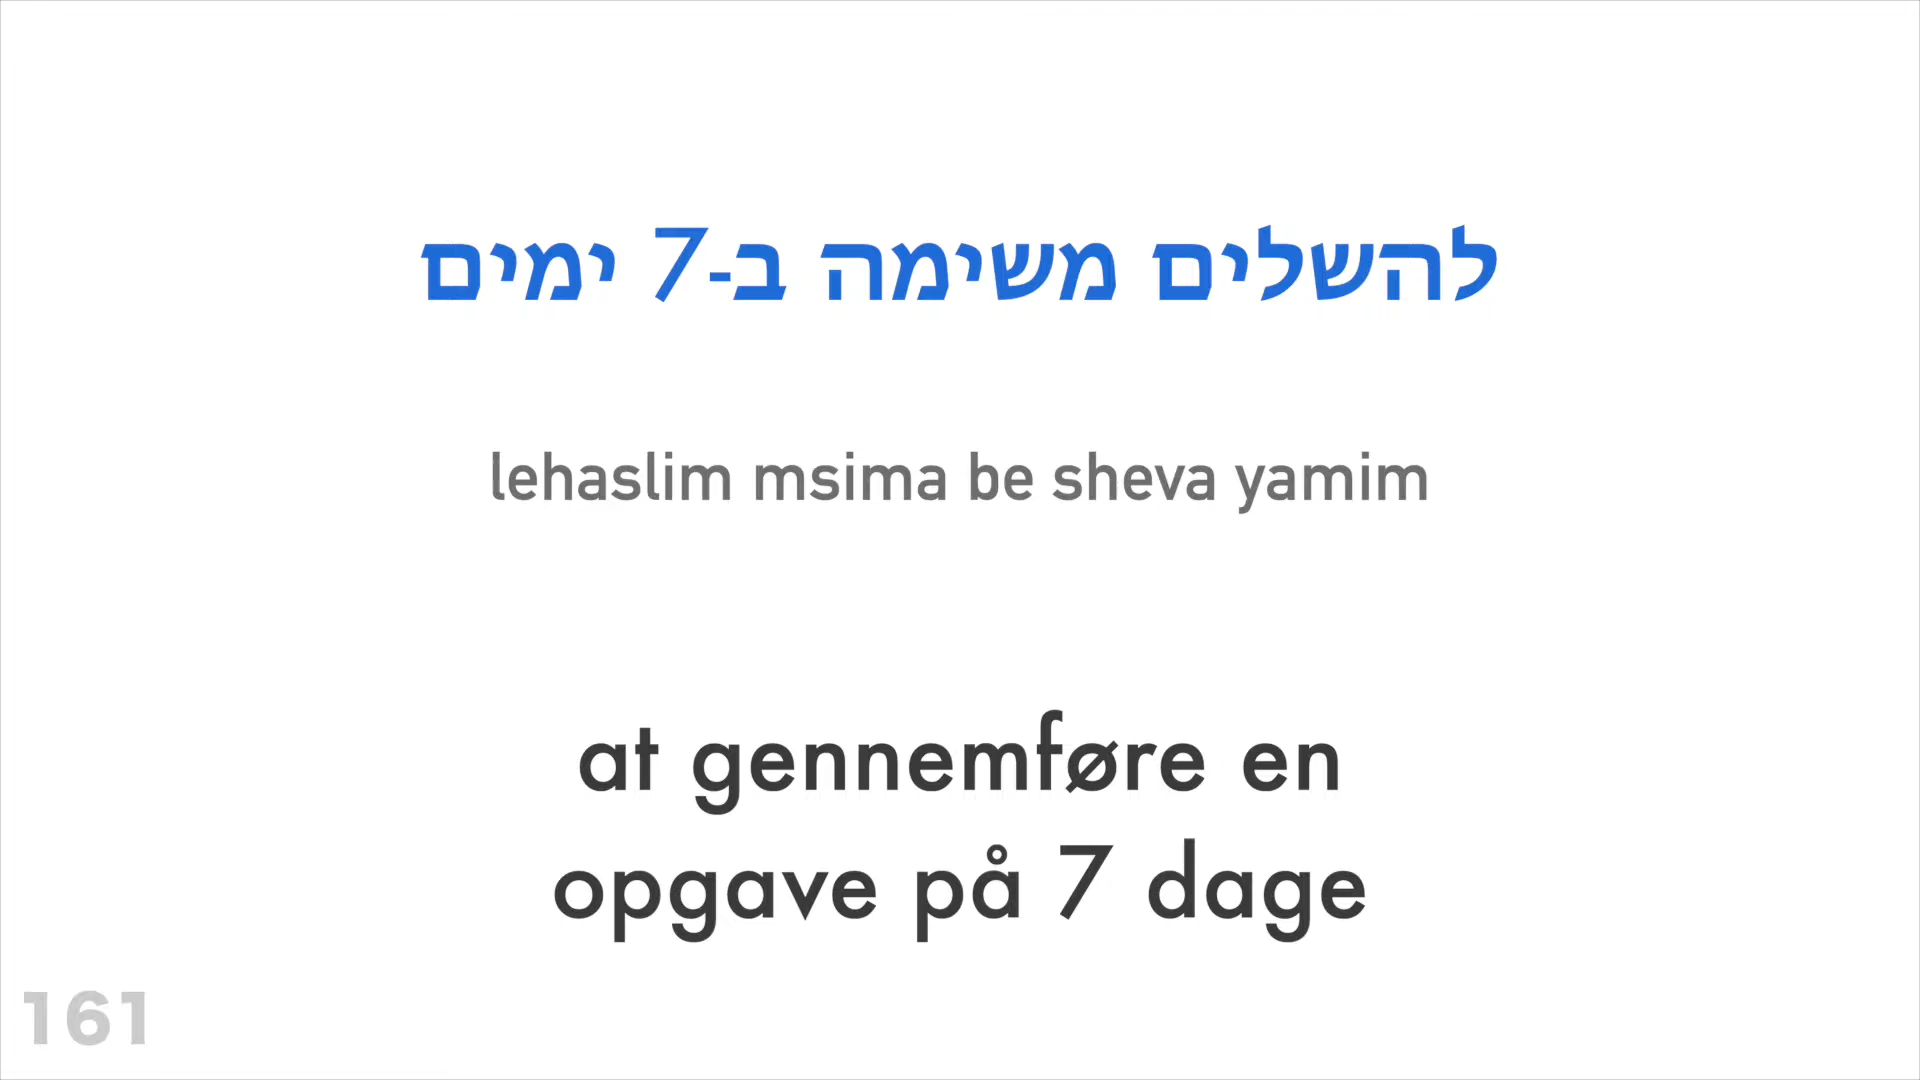 להשלים משימה ב-7 ימים
lehaslim msima be sheva yamim
at gennemføre en
opgave på 7 dage
161